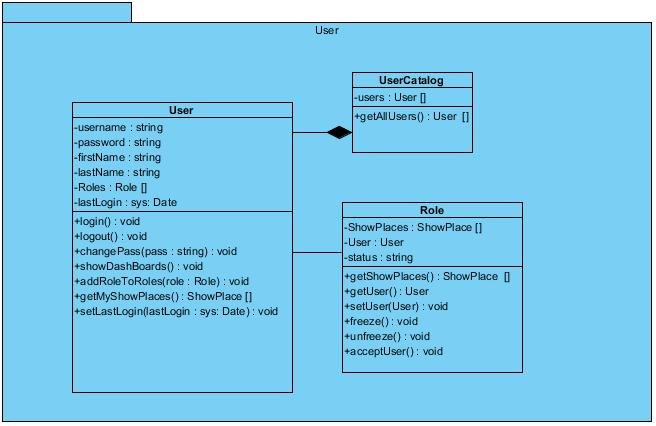 User
UserCatalog
-users : User []
+getAllUsers() : User []
User
-username : string
-password : string
-firstName : string
-lastName : string
-Roles : Role []
-lastLogin : sys: Date
+login() : void
+logout() : void
+changePass(pass : string) : void
+showDashBoards() : void
+addRoleToRoles(role : Role) : void
+getMyShowPlaces() : ShowPlace []
+setLastLogin(lastLogin : sys: Date) : void
Role
-ShowPlaces : ShowPlace []
-User : User
-status : string
+getShowPlaces() : ShowPlace []
+getUser() : User
+setUser(User) : void
+freeze() : void
+unfreeze() : void
+acceptUser() : void